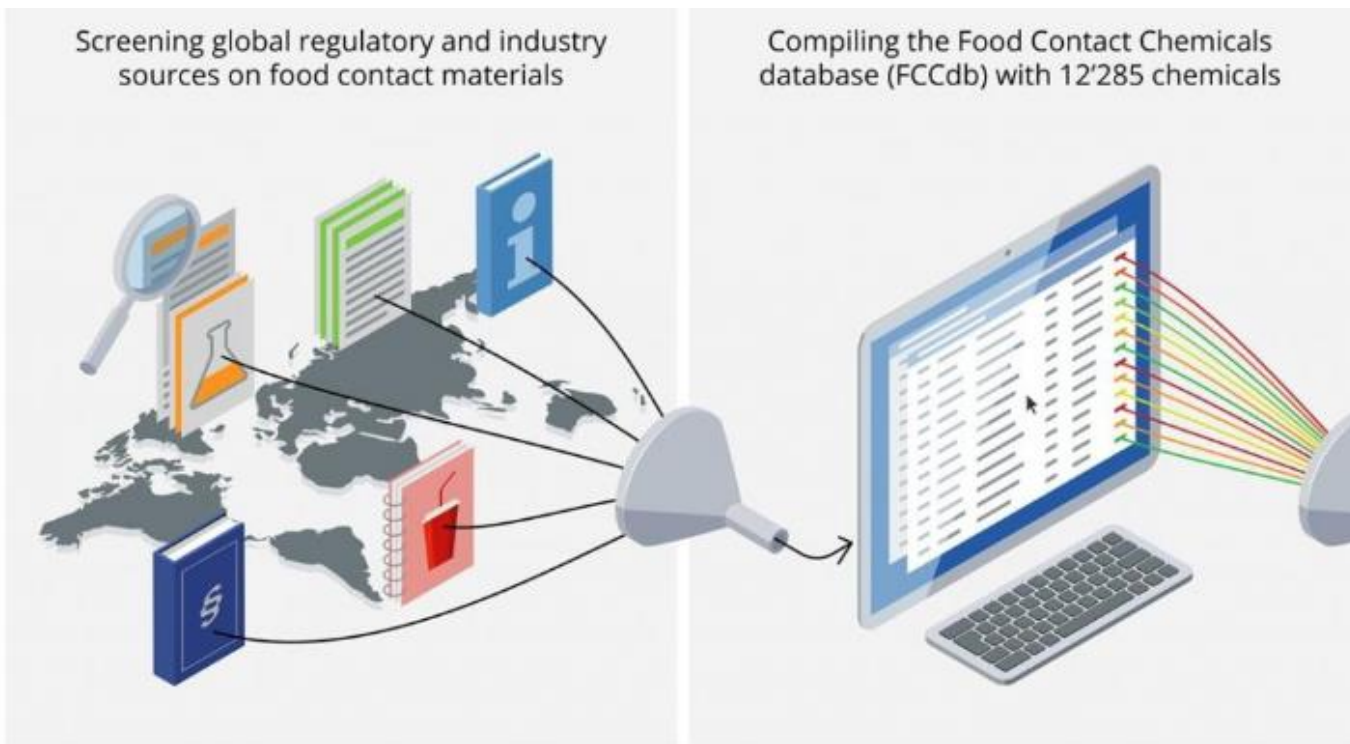 Screening global regulatory and industry
sources on food contact materials
Compiling the Food Contact Chemicals
database (FCCdb) with 12’285 chemicals
§
i